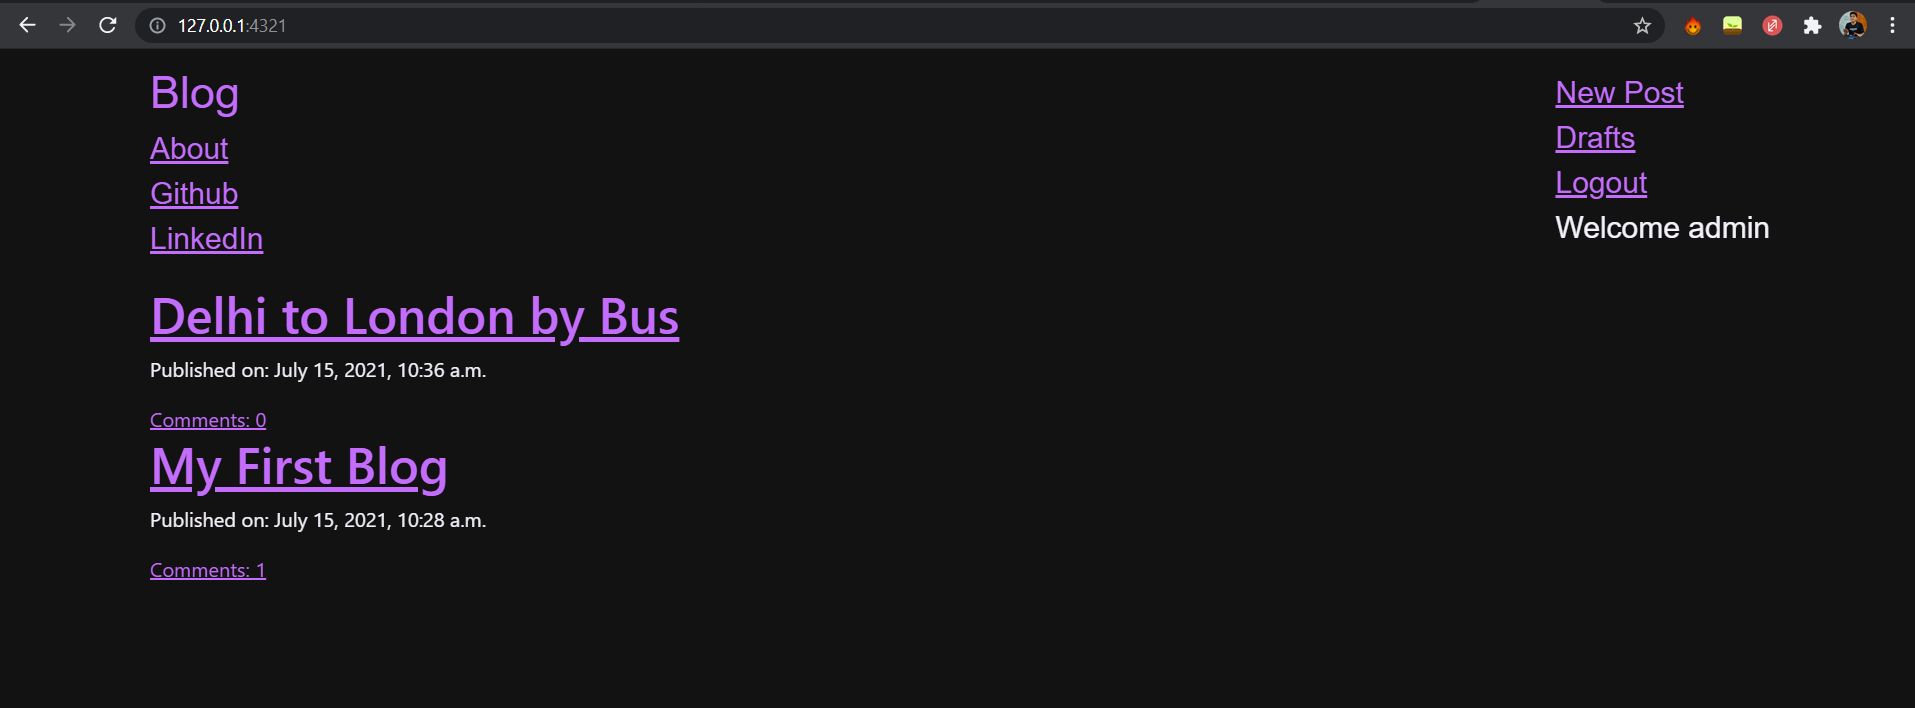 127.0.0.1:4321
Blog
About
Github
LinkedIn
New Post
Drafts
Logout
Welcome admin
Delhi to London by Bus
Published on: July 15, 2021, 10:36 a.m.
Comments: 0
My First Blog
Published on: July 15, 2021, 10:28 a.m.
Comments: 1